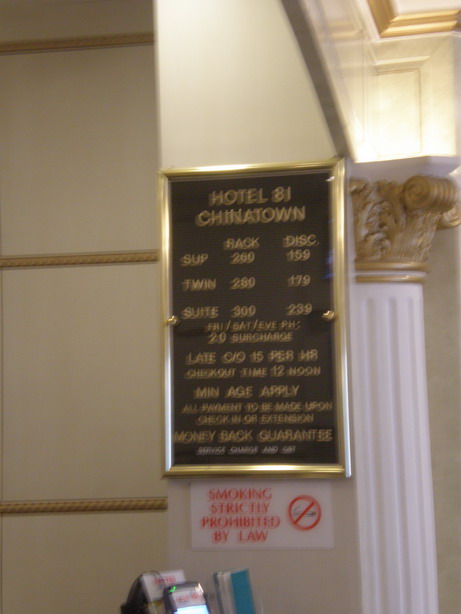 HOTEL 81
CHINATOWN
RACK DISC.
SUP 260 159
TWIN 280 179
SUITE 300 239
FRI/SAT/EVE P.H:
20 SURCHARGE
LATE C/O 15 PER HR
CHECKOUT TIME 12 NOON
MIN AGE APPLY
ALL PAYMENT TO BE MADE UPON
CHECK IN OR EXTENSION
MONEY BACK GUARANTEE
SERVICE CHARGE AND GST
SMOKING
STRICTLY
PROHIBITED
BY LAW